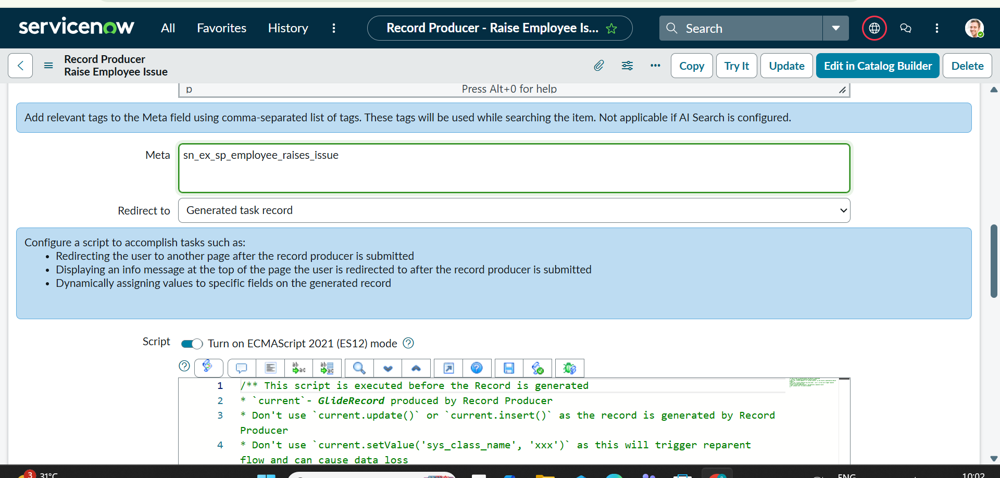 servicenow All Favorites History Record Producer - Raise Employee Is... Search
Record Producer
Raise Employee Issue
Copy Try It Update Edit in Catalog Builder Delete
p Press Alt+0 for help
Add relevant tags to the Meta field using comma-separated list of tags. These tags will be used while searching the item. Not applicable if AI Search is configured.
Meta sn_ex_sp_employee_raises_issue
Redirect to Generated task record
Configure a script to accomplish tasks such as:
• Redirecting the user to another page after the record producer is submitted
• Displaying an info message at the top of the page the user is redirected to after the record producer is submitted
• Dynamically assigning values to specific fields on the generated record
Script Turn on ECMAScript 2021 (ES12) mode
1 /** This script is executed before the Record is generated
2 * `current`- GlideRecord produced by Record Producer
3 * Don't use `current.update()` or `current.insert()` as the record is generated by Record
Producer
4 * Don't use `current.setValue('sys_class_name', 'xxx')` as this will trigger reparent
flow and can cause data loss
3 31°C ENG 10:02